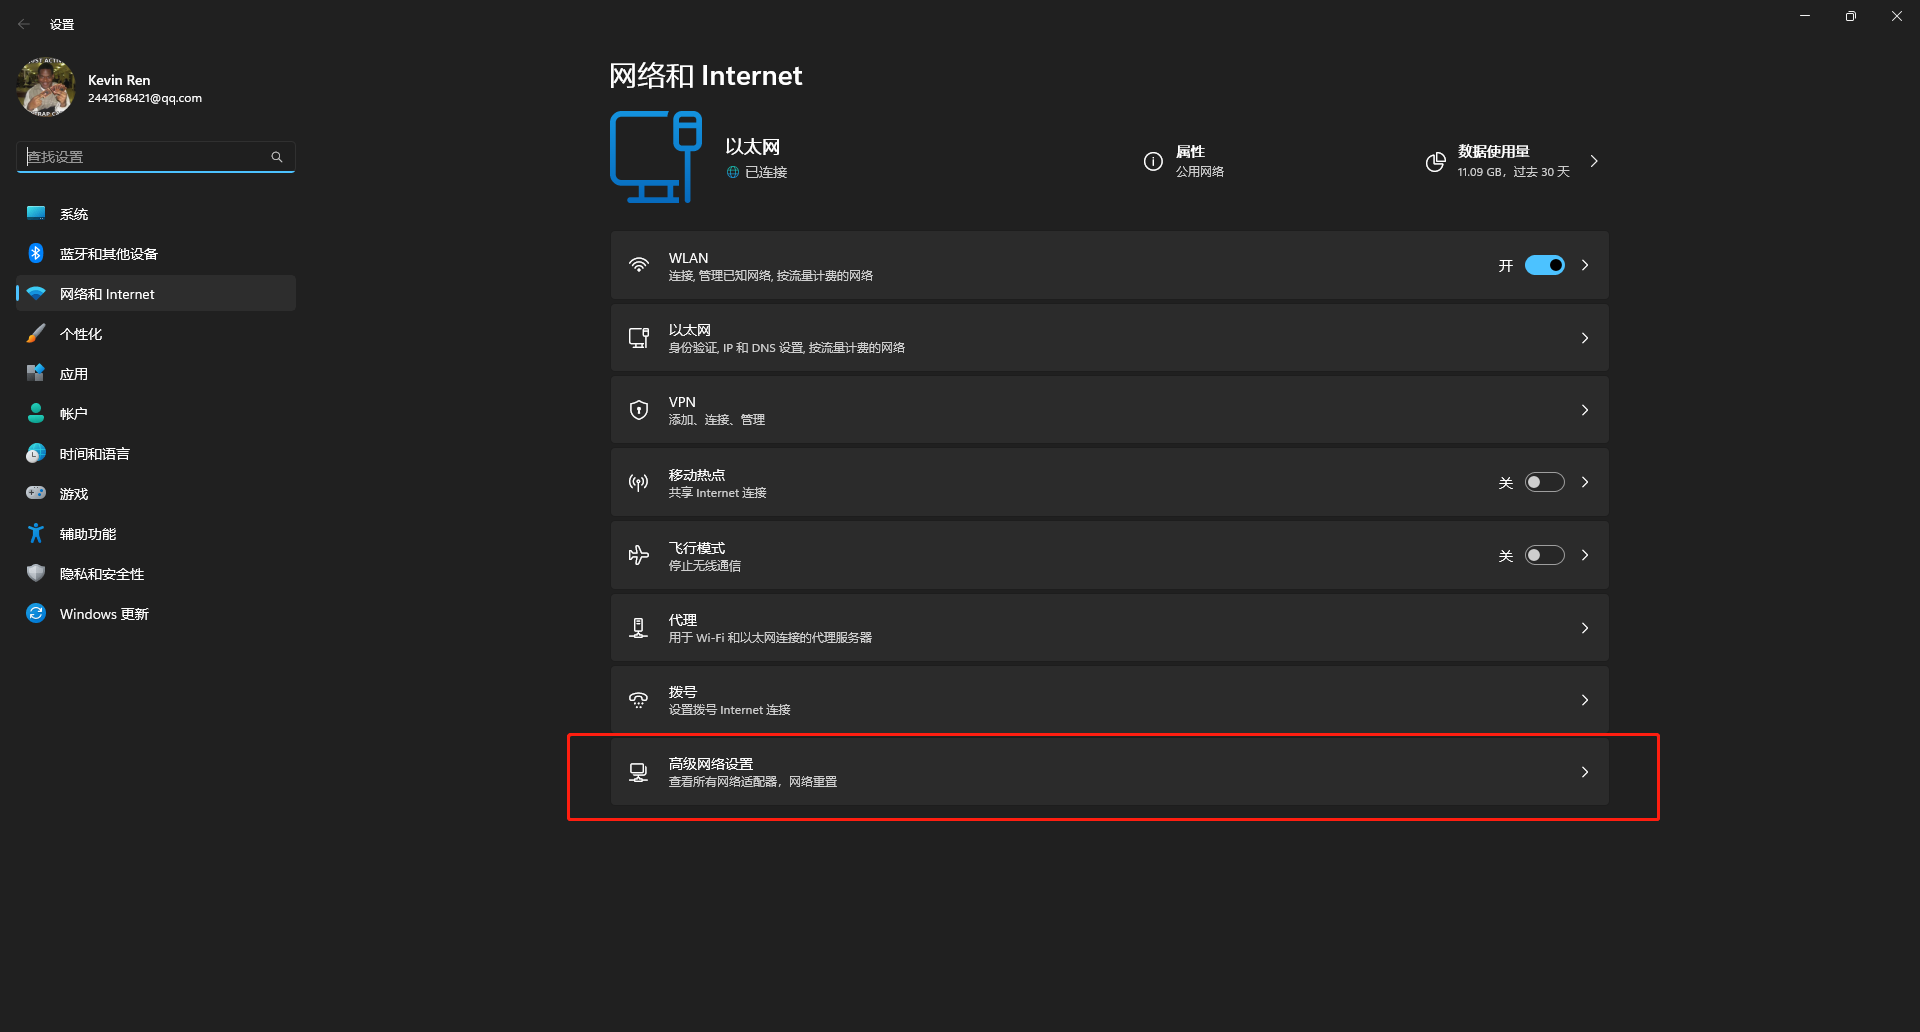 设置
Kevin Ren
2442168421@qq.com
查找设置
系统
蓝牙和其他设备
网络和 Internet
个性化
应用
帐户
时间和语言
游戏
辅助功能
隐私和安全性
Windows 更新
网络和 Internet
以太网
已连接
属性
公用网络
数据使用量
11.09 GB，过去 30 天
WLAN
连接, 管理已知网络, 按流量计费的网络
开
以太网
身份验证, IP 和 DNS 设置, 按流量计费的网络
VPN
添加、连接、管理
移动热点
共享 Internet 连接
关
飞行模式
停止无线通信
关
代理
用于 Wi-Fi 和以太网连接的代理服务器
拨号
设置拨号 Internet 连接
高级网络设置
查看所有网络适配器，网络重置